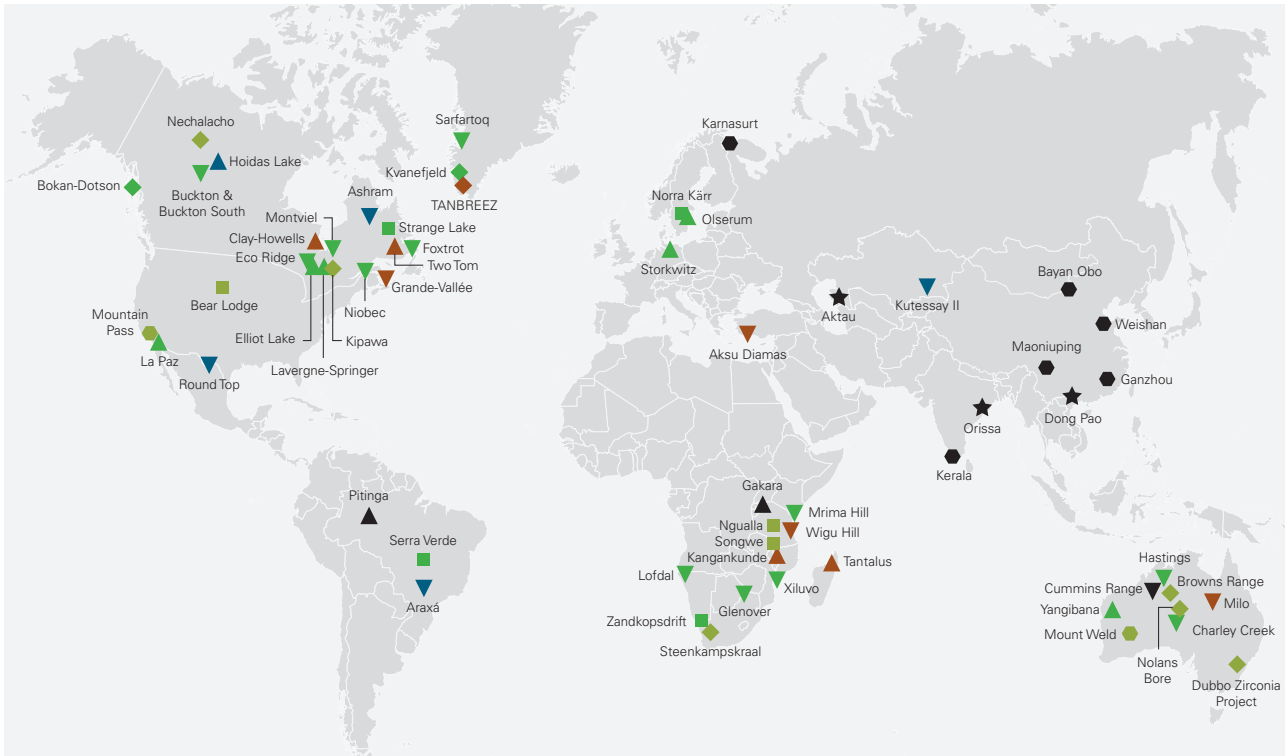 Nechalacho
Hoidas Lake
Bokan-Dotson
Buckton &
Buckton South
Sarfartoq
Kvanefjeld
TANBREEZ
Ashram
Montviel
Strange Lake
Clay-Howells
Foxtrot
Eco Ridge
Two Tom
Grande-Vallée
Bear Lodge
Niobec
Mountain
Pass
Elliot Lake
Kipawa
La Paz
Lavergne-Springer
Round Top
Karnasurt
Norra Kärr
Olserum
Storkwitz
Aktau
Kutessay II
Bayan Obo
Weishan
Aksu Diamas
Maoniuping
Ganzhou
Orissa
Dong Pao
Kerala
Pitinga
Serra Verde
Araxá
Gakara
Mrima Hill
Ngualla
Wigu Hill
Songwe
Kangankunde
Tantalus
Lofdal
Xiluvo
Glenover
Zandkopsdrift
Steenkampskraal
Hastings
Cummins Range
Browns Range
Yangibana
Milo
Mount Weld
Charley Creek
Nolans
Bore
Dubbo Zirconia
Project